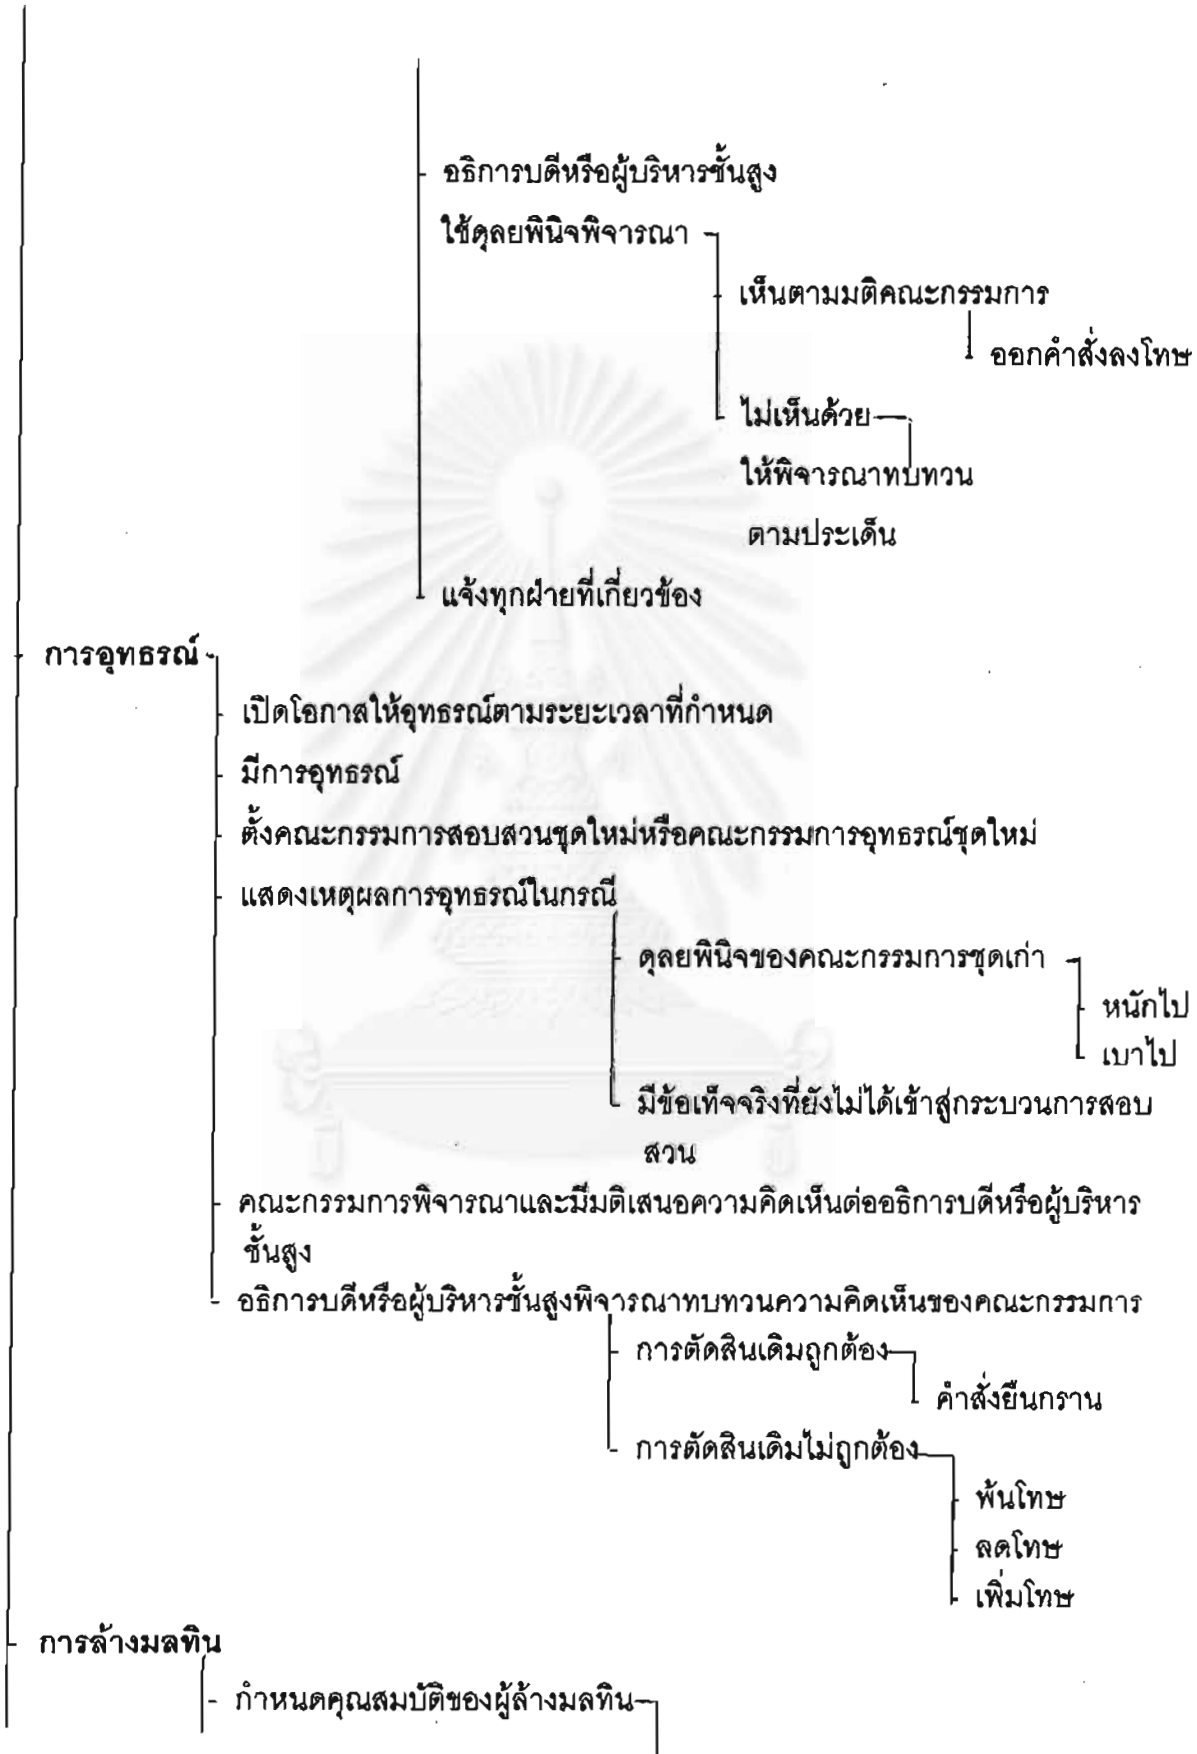 อธิการบดีหรือผู้บริหารชั้นสูง
ใช้ดุลยพินิจพิจารณา
เห็นตามมติคณะกรรมการ
ออกคำสั่งลงโทษ
ไม่เห็นด้วย
ให้พิจารณาทบทวน
ตามประเด็น
แจ้งทุกฝ่ายที่เกี่ยวข้อง
การอุทธรณ์
เปิดโอกาสให้อุทธรณ์ตามระยะเวลาที่กำหนด
มีการอุทธรณ์
ตั้งคณะกรรมการสอบสวนชุดใหม่หรือคณะกรรมการอุทธรณ์ชุดใหม่
แสดงเหตุผลการอุทธรณ์ในกรณี
ดุลยพินิจของคณะกรรมการชุดเก่า
หนักไป
เบาไป
มีข้อเท็จจริงที่ยังไม่ได้เข้าสู่กระบวนการสอบ
สวน
คณะกรรมการพิจารณาและมีมติเสนอความคิดเห็นต่ออธิการบดีหรือผู้บริหาร
ชั้นสูง
อธิการบดีหรือผู้บริหารชั้นสูงพิจารณาทบทวนความคิดเห็นของคณะกรรมการ
การตัดสินเดิมถูกต้อง
คำสั่งยืนกราน
การตัดสินเดิมไม่ถูกต้อง
พ้นโทษ
ลดโทษ
เพิ่มโทษ
การล้างมลทิน
กำหนดคุณสมบัติของผู้ล้างมลทิน